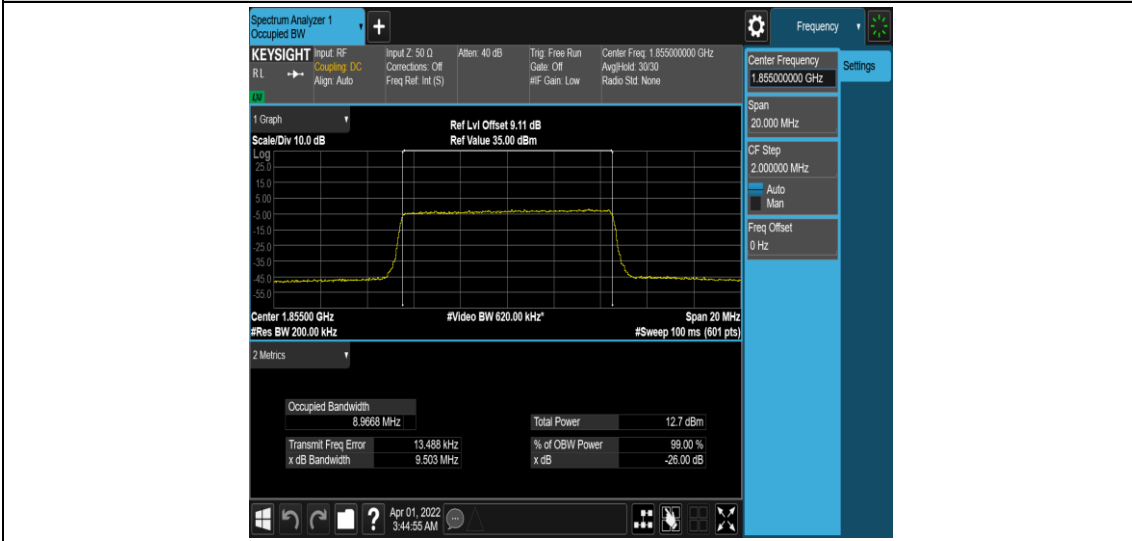 Spectrum Analyzer 1
Occupied BW
+
Frequency
KEYSIGHT
RL
Input: RF
Coupling: DC
Align: Auto
Input Z: 50 Ω
Corrections: Off
Freq Ref: Int (S)
Atten: 40 dB
Trig: Free Run
Gate: Off
#IF Gain: Low
Center Freq: 1.855000000 GHz
Avg|Hold: 30/30
Radio Std: None
Center Frequency
1.855000000 GHz
Settings
Span
20.000 MHz
CF Step
2.000000 MHz
Auto
Man
Freq Offset
0 Hz
1 Graph
Scale/Div 10.0 dB
Ref Lvl Offset 9.11 dB
Ref Value 35.00 dBm
Log
25.0
15.0
5.00
-5.00
-15.0
-25.0
-35.0
-45.0
-55.0
Center 1.85500 GHz
#Res BW 200.00 kHz
#Video BW 620.00 kHz*
Span 20 MHz
#Sweep 100 ms (601 pts)
2 Metrics
Occupied Bandwidth
8.9668 MHz
Transmit Freq Error 13.488 kHz
x dB Bandwidth 9.503 MHz
Total Power 12.7 dBm
% of OBW Power 99.00 %
x dB -26.00 dB
?
Apr 01, 2022
3:44:55 AM